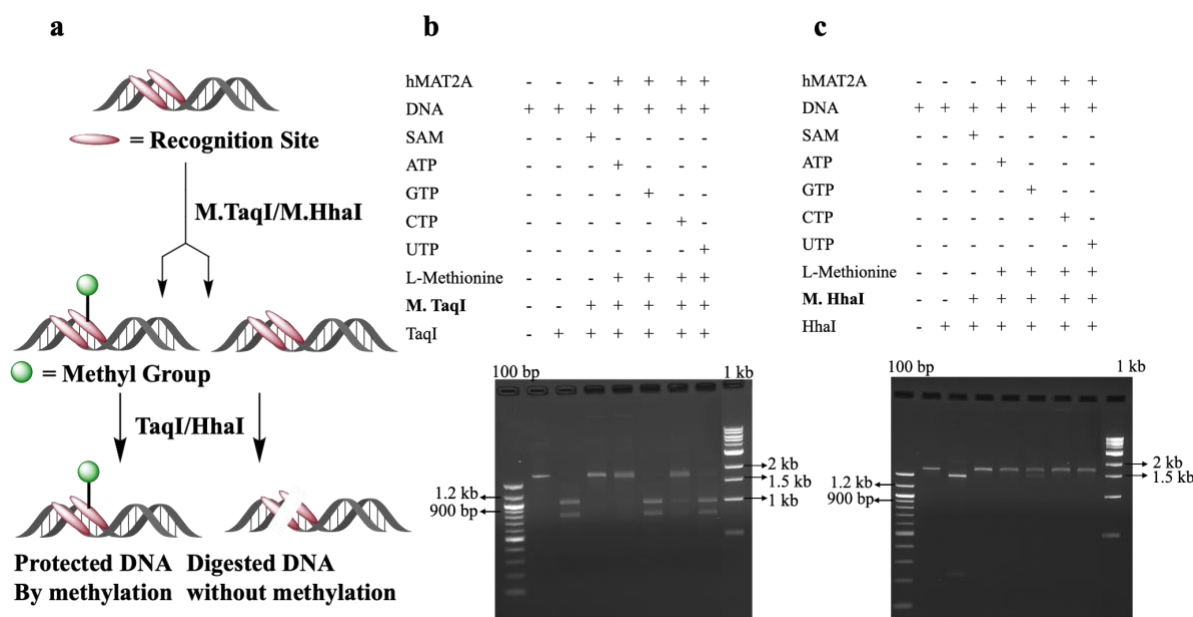 a
= Recognition Site
M.TaqI/M.HhaI
= Methyl Group
TaqI/HhaI
Protected DNA Digested DNA
By methylation without methylation
b
hMAT2A - - - + + + +
DNA + + + + + + +
SAM - - + - - - -
ATP - - - + - - -
GTP - - - - + - -
CTP - - - - - + -
UTP - - - - - - +
L-Methionine - - - + + + +
M. TaqI - - + + + + +
TaqI - + + + + + +
100 bp 1 kb
2 kb
1.5 kb
1.2 kb
1 kb
900 bp
c
hMAT2A - - - + + + +
DNA + + + + + + +
SAM - - + - - - -
ATP - - - + - - -
GTP - - - - + - -
CTP - - - - - + -
UTP - - - - - - +
L-Methionine - - - + + + +
M. HhaI - - + + + + +
HhaI - + + + + + +
100 bp 1 kb
2 kb
1.5 kb
1.2 kb
900 bp